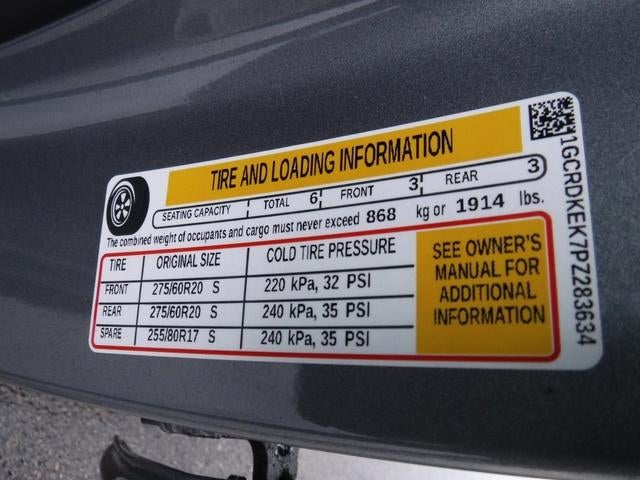 TIRE AND LOADING INFORMATION
SEATING CAPACITY TOTAL 6 FRONT 3 REAR 3
The combined weight of occupants and cargo must never exceed 868 kg or 1914 lbs.
TIRE ORIGINAL SIZE COLD TIRE PRESSURE
FRONT 275/60R20 S 220 kPa, 32 PSI
REAR 275/60R20 S 240 kPa, 35 PSI
SPARE 255/80R17 S 240 kPa, 35 PSI
SEE OWNER'S
MANUAL FOR
ADDITIONAL
INFORMATION
1GCRDKEK7PZ283634